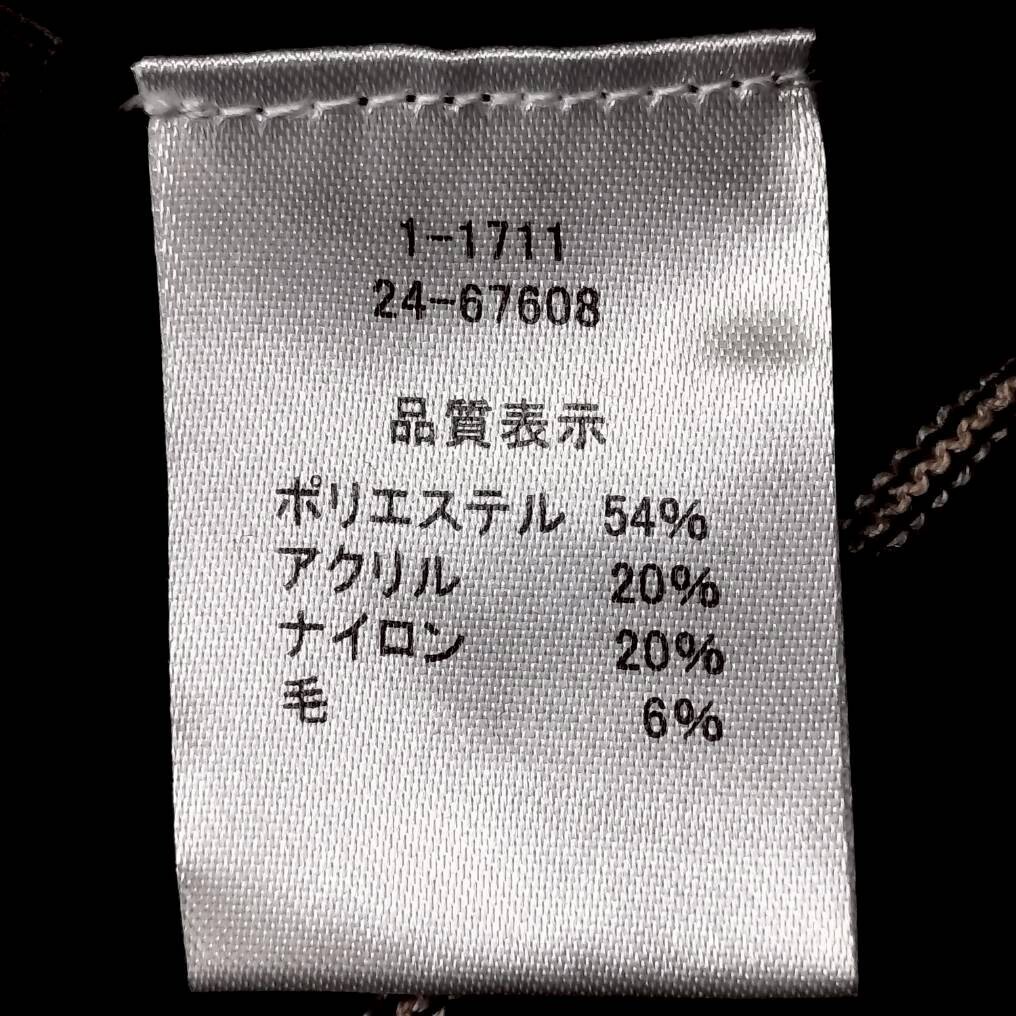 1-1711
24-67608
品質表示
ポリエステル 54%
アクリル 20%
ナイロン 20%
毛 6%